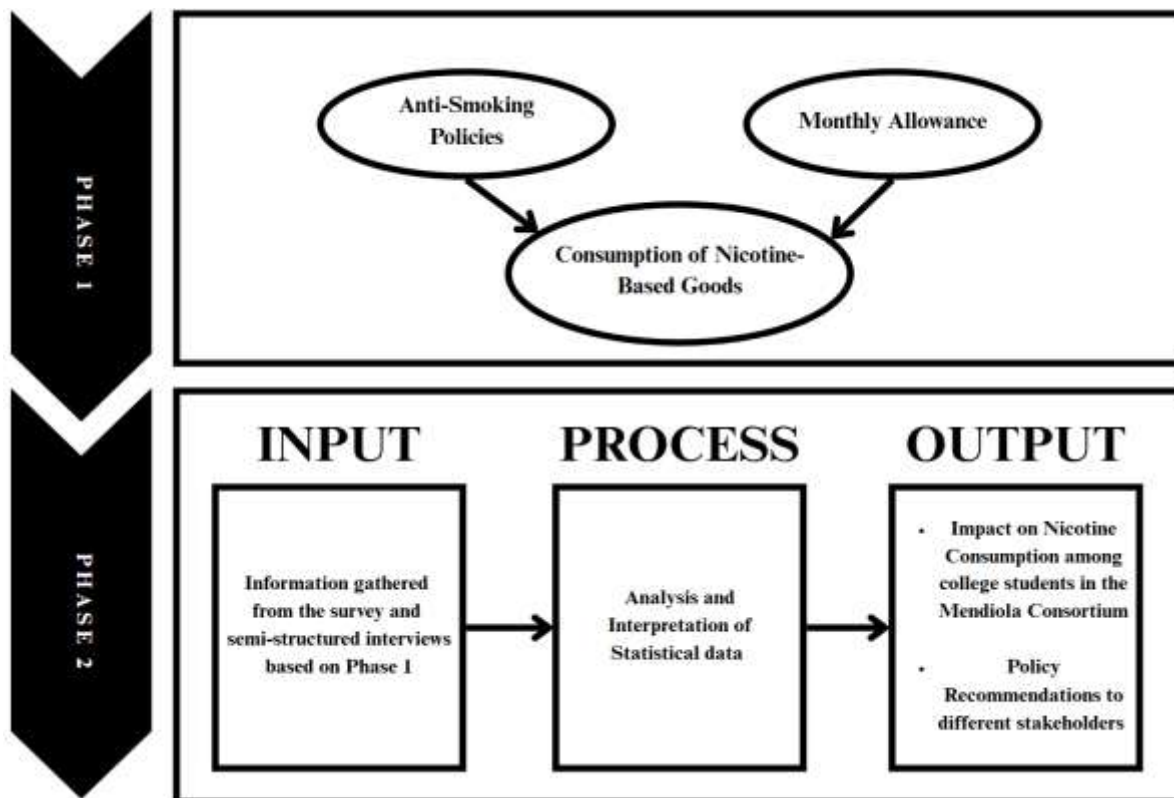 PHASE 1
Anti-Smoking
Policies
Monthly Allowance
Consumption of Nicotine-
Based Goods
PHASE 2
INPUT
PROCESS
OUTPUT
Information gathered
from the survey and
semi-structured interviews
based on Phase 1
Analysis and
Interpretation of
Statistical data
• Impact on Nicotine
Consumption among
college students in the
Mendiola Consortium
• Policy
Recommendations to
different stakeholders